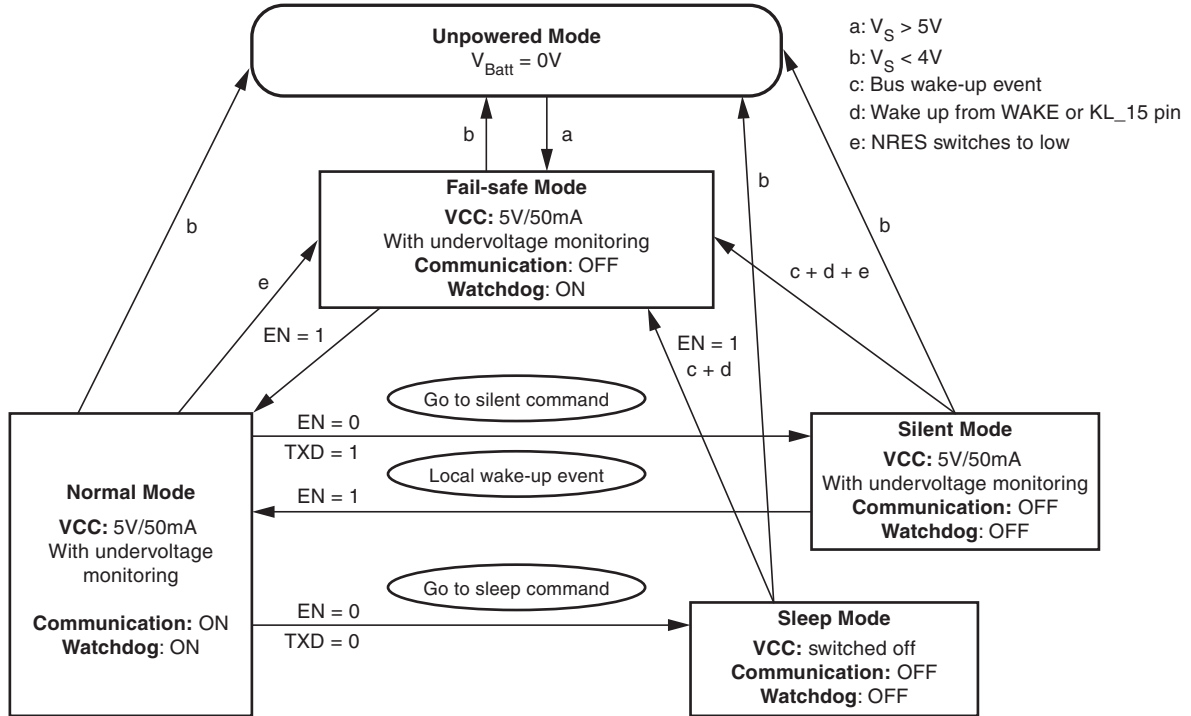 Unpowered Mode
V_Batt = 0V
a: V_S > 5V
b: V_S < 4V
c: Bus wake-up event
d: Wake up from WAKE or KL_15 pin
e: NRES switches to low
b
a
b
b
b
Fail-safe Mode
VCC: 5V/50mA
With undervoltage monitoring
Communication: OFF
Watchdog: ON
e
EN = 1
c + d + e
EN = 1
c + d
Go to silent command
EN = 0
TXD = 1
Local wake-up event
EN = 1
Silent Mode
VCC: 5V/50mA
With undervoltage monitoring
Communication: OFF
Watchdog: OFF
Normal Mode
VCC: 5V/50mA
With undervoltage
monitoring
Communication: ON
Watchdog: ON
Go to sleep command
EN = 0
TXD = 0
Sleep Mode
VCC: switched off
Communication: OFF
Watchdog: OFF